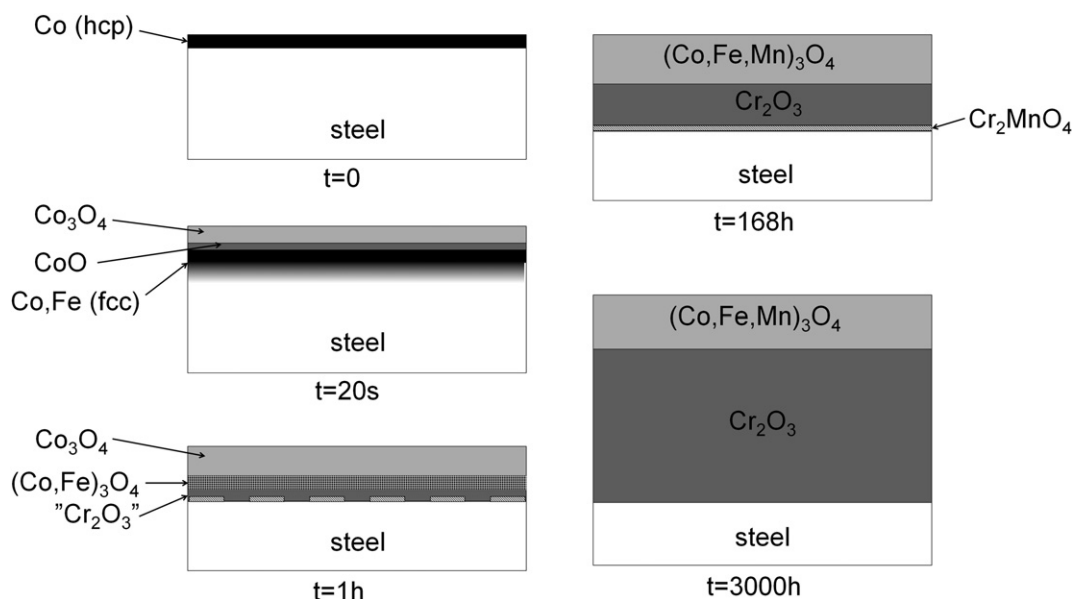 Co (hcp)
steel
t=0
Co₃O₄
CoO
Co,Fe (fcc)
steel
t=20s
Co₃O₄
(Co,Fe)₃O₄
”Cr₂O₃”
steel
t=1h
(Co,Fe,Mn)₃O₄
Cr₂O₃
Cr₂MnO₄
steel
t=168h
(Co,Fe,Mn)₃O₄
Cr₂O₃
steel
t=3000h